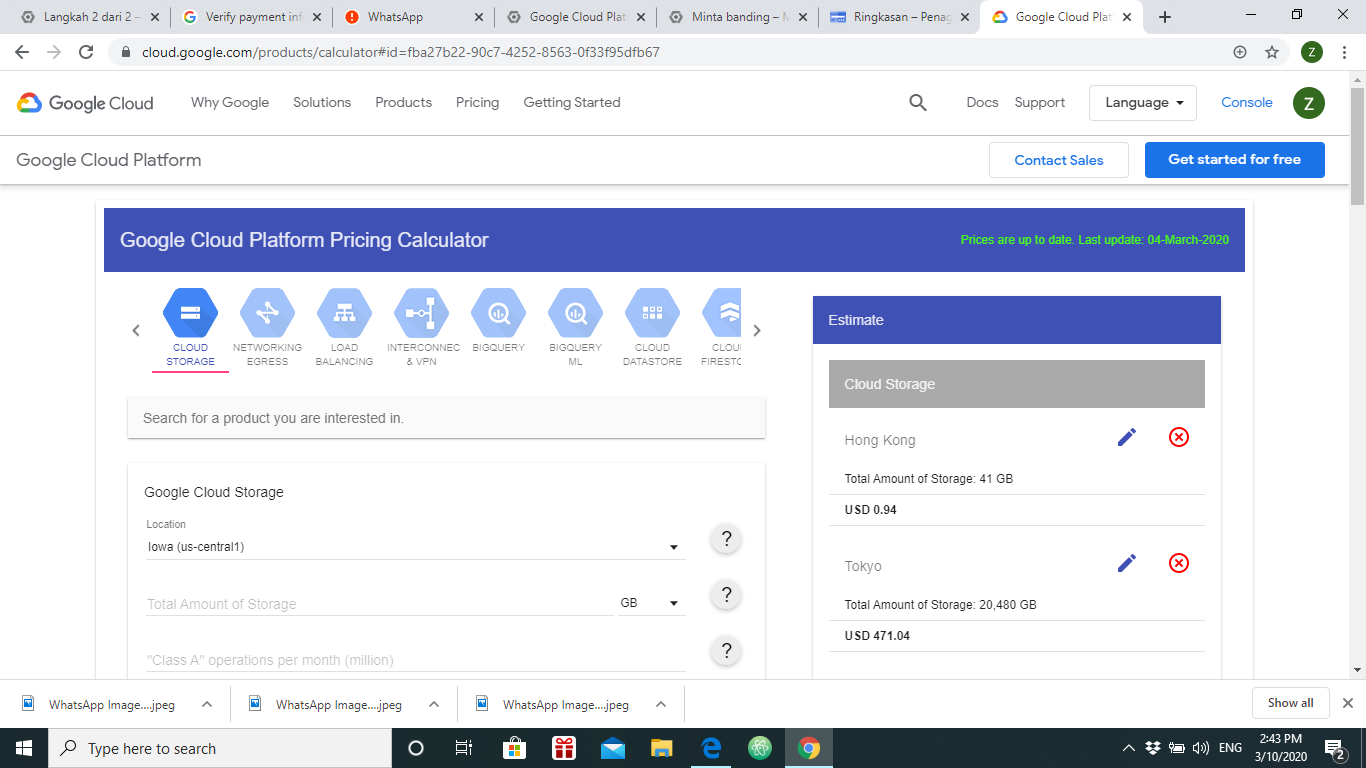 Langkah 2 dari 2 –
Verify payment inf
WhatsApp
Google Cloud Plat
Minta banding – M
Ringkasan – Penag
Google Cloud Plat
cloud.google.com/products/calculator#id=fba27b22-90c7-4252-8563-0f33f95dfb67
Z
Google Cloud
Why Google
Solutions
Products
Pricing
Getting Started
Docs
Support
Language
Console
Z
Google Cloud Platform
Contact Sales
Get started for free
Google Cloud Platform Pricing Calculator
Prices are up to date. Last update: 04-March-2020
CLOUD
STORAGE
NETWORKING
EGRESS
LOAD
BALANCING
INTERCONNEC
& VPN
BIGQUERY
BIGQUERY
ML
CLOUD
DATASTORE
CLOU
FIRESTO
Search for a product you are interested in.
Google Cloud Storage
Location
Iowa (us-central1)
?
Total Amount of Storage
GB
?
"Class A" operations per month (million)
?
Estimate
Cloud Storage
Hong Kong
Total Amount of Storage: 41 GB
USD 0.94
Tokyo
Total Amount of Storage: 20,480 GB
USD 471.04
WhatsApp Image....jpeg
WhatsApp Image....jpeg
WhatsApp Image....jpeg
Show all
Type here to search
ENG
2:43 PM
3/10/2020
2